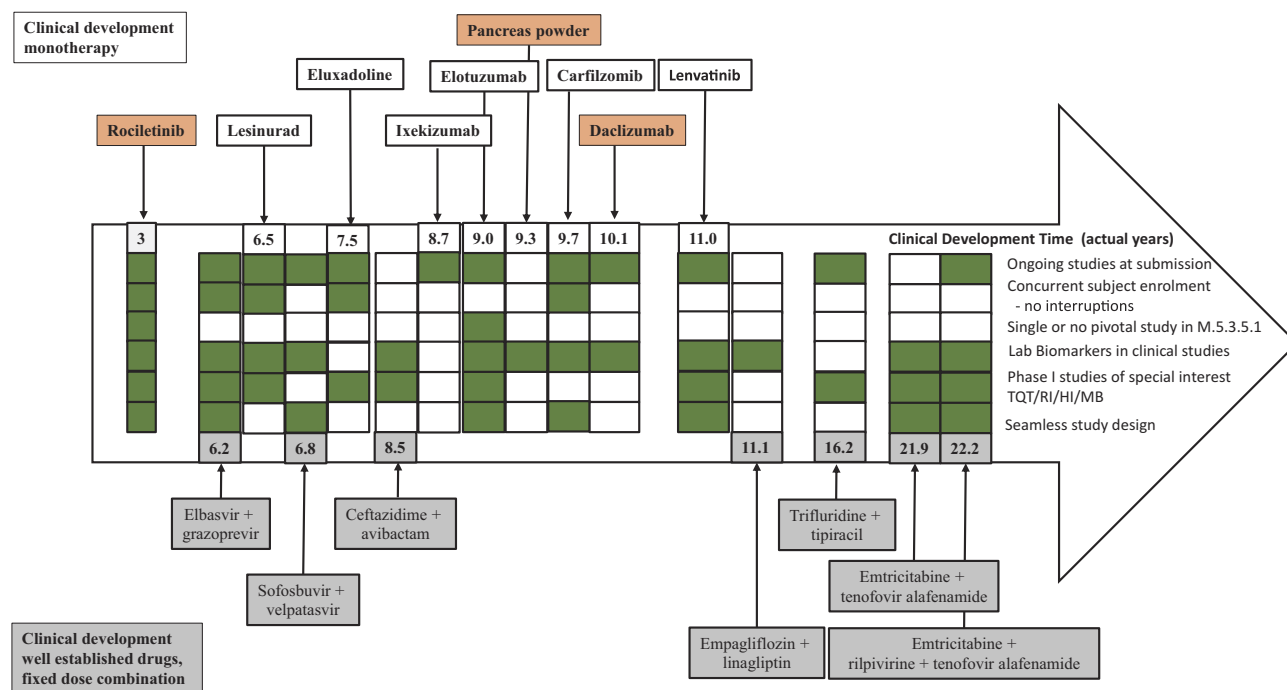 Clinical development
monotherapy
Pancreas powder
Eluxadoline
Elotuzumab
Carfilzomib
Lenvatinib
Rociletinib
Lesinurad
Ixekizumab
Daclizumab
3
6.5
7.5
8.7
9.0
9.3
9.7
10.1
11.0
Clinical Development Time (actual years)
Ongoing studies at submission
Concurrent subject enrolment
- no interruptions
Single or no pivotal study in M.5.3.5.1
Lab Biomarkers in clinical studies
Phase I studies of special interest
TQT/RI/HI/MB
Seamless study design
6.2
6.8
8.5
11.1
16.2
21.9
22.2
Elbasvir +
grazoprevir
Ceftazidime +
avibactam
Trifluridine +
tipiracil
Sofosbuvir +
velpatasvir
Emtricitabine +
tenofovir alafenamide
Empagliflozin +
linagliptin
Emtricitabine +
rilpivirine + tenofovir alafenamide
Clinical development
well established drugs,
fixed dose combination